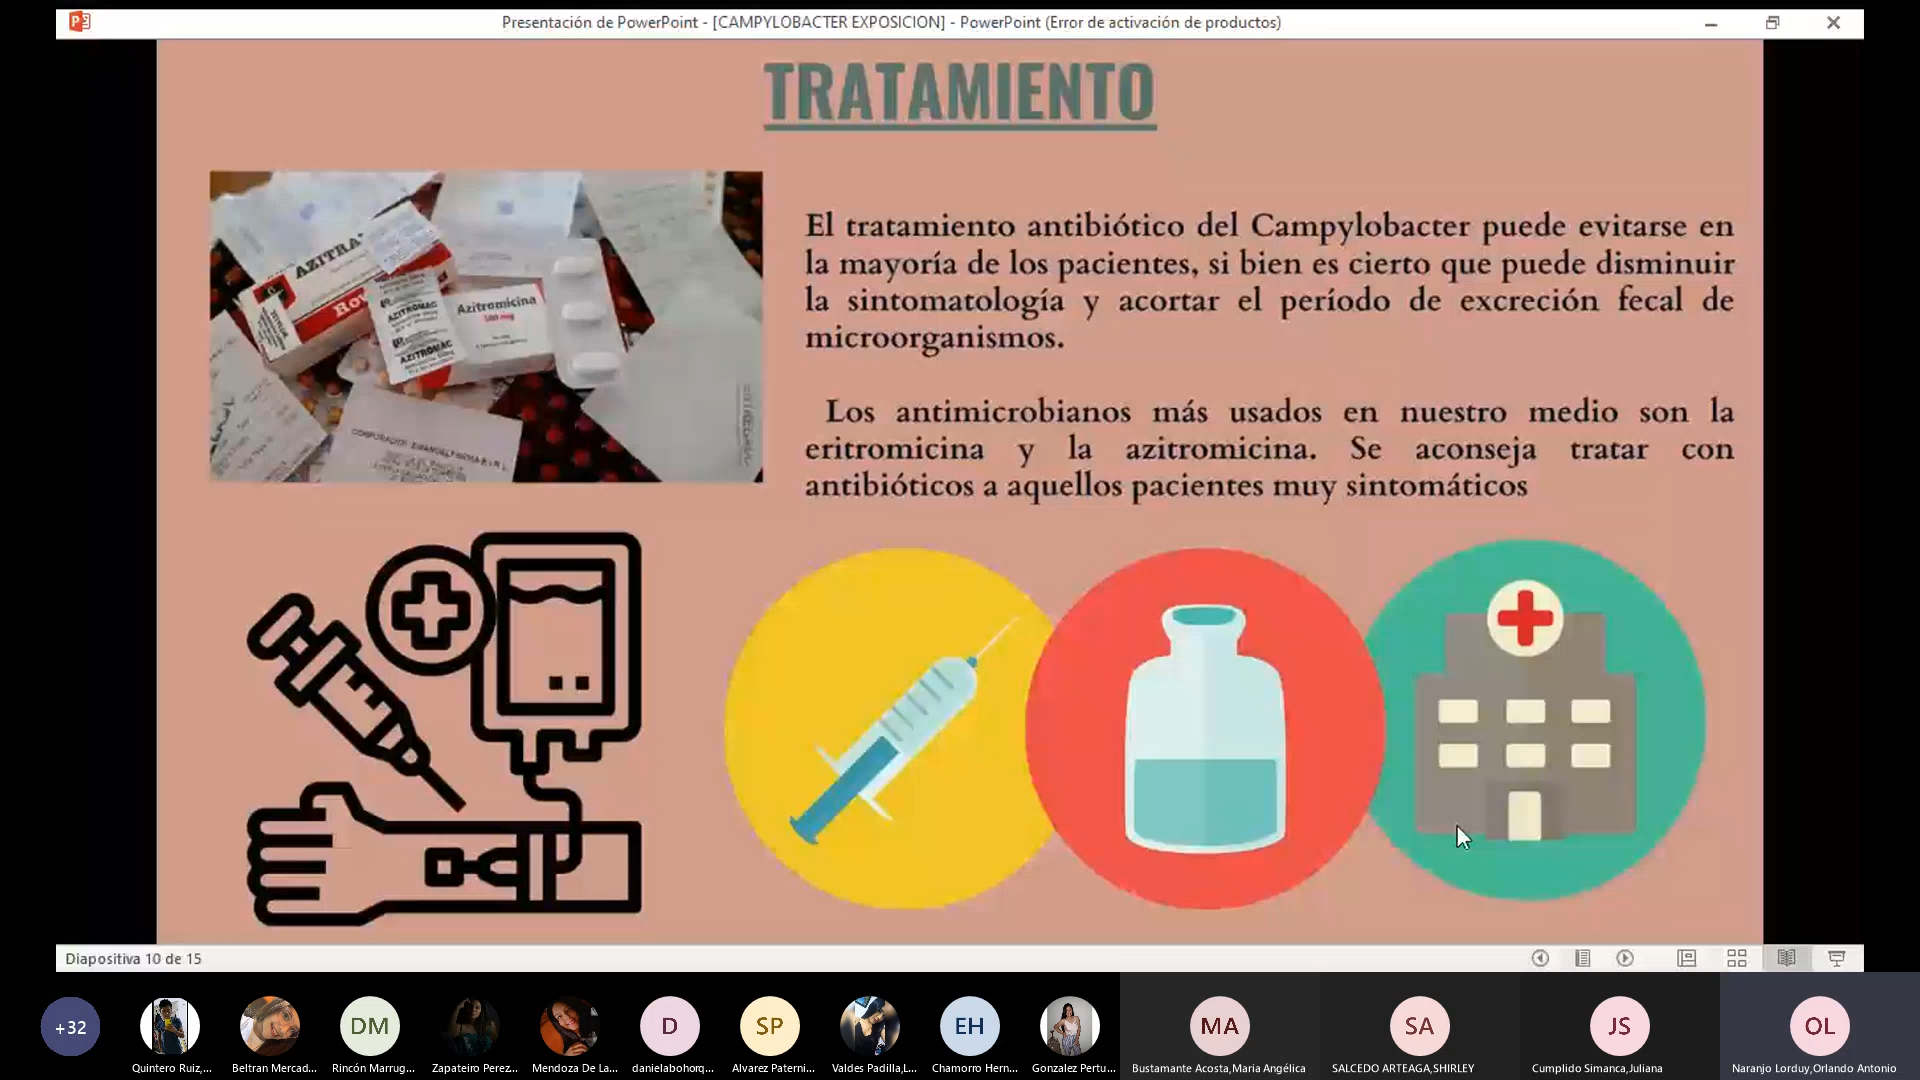 Presentación de PowerPoint - [CAMPYLOBACTER EXPOSICION] - PowerPoint (Error de activación de productos)
TRATAMIENTO
El tratamiento antibiótico del Campylobacter puede evitarse en
la mayoría de los pacientes, si bien es cierto que puede disminuir
la sintomatología y acortar el período de excreción fecal de
microorganismos.
Los antimicrobianos más usados en nuestro medio son la
eritromicina y la azitromicina. Se aconseja tratar con
antibióticos a aquellos pacientes muy sintomáticos
AZITROMAC
Azitromicina
500 mg
AZITROMAC
Diapositiva 10 de 15
+32
DM
D
SP
EH
MA
SA
JS
OL
Quintero Ruiz,...
Beltran Mercad...
Rincón Marrug...
Zapateiro Perez...
Mendoza De La...
danielabohorq...
Alvarez Paterni...
Valdes Padilla,L...
Chamorro Hern...
Gonzalez Pertu...
Bustamante Acosta,Maria Angélica
SALCEDO ARTEAGA,SHIRLEY
Cumplido Simanca,Juliana
Naranjo Lorduy,Orlando Antonio